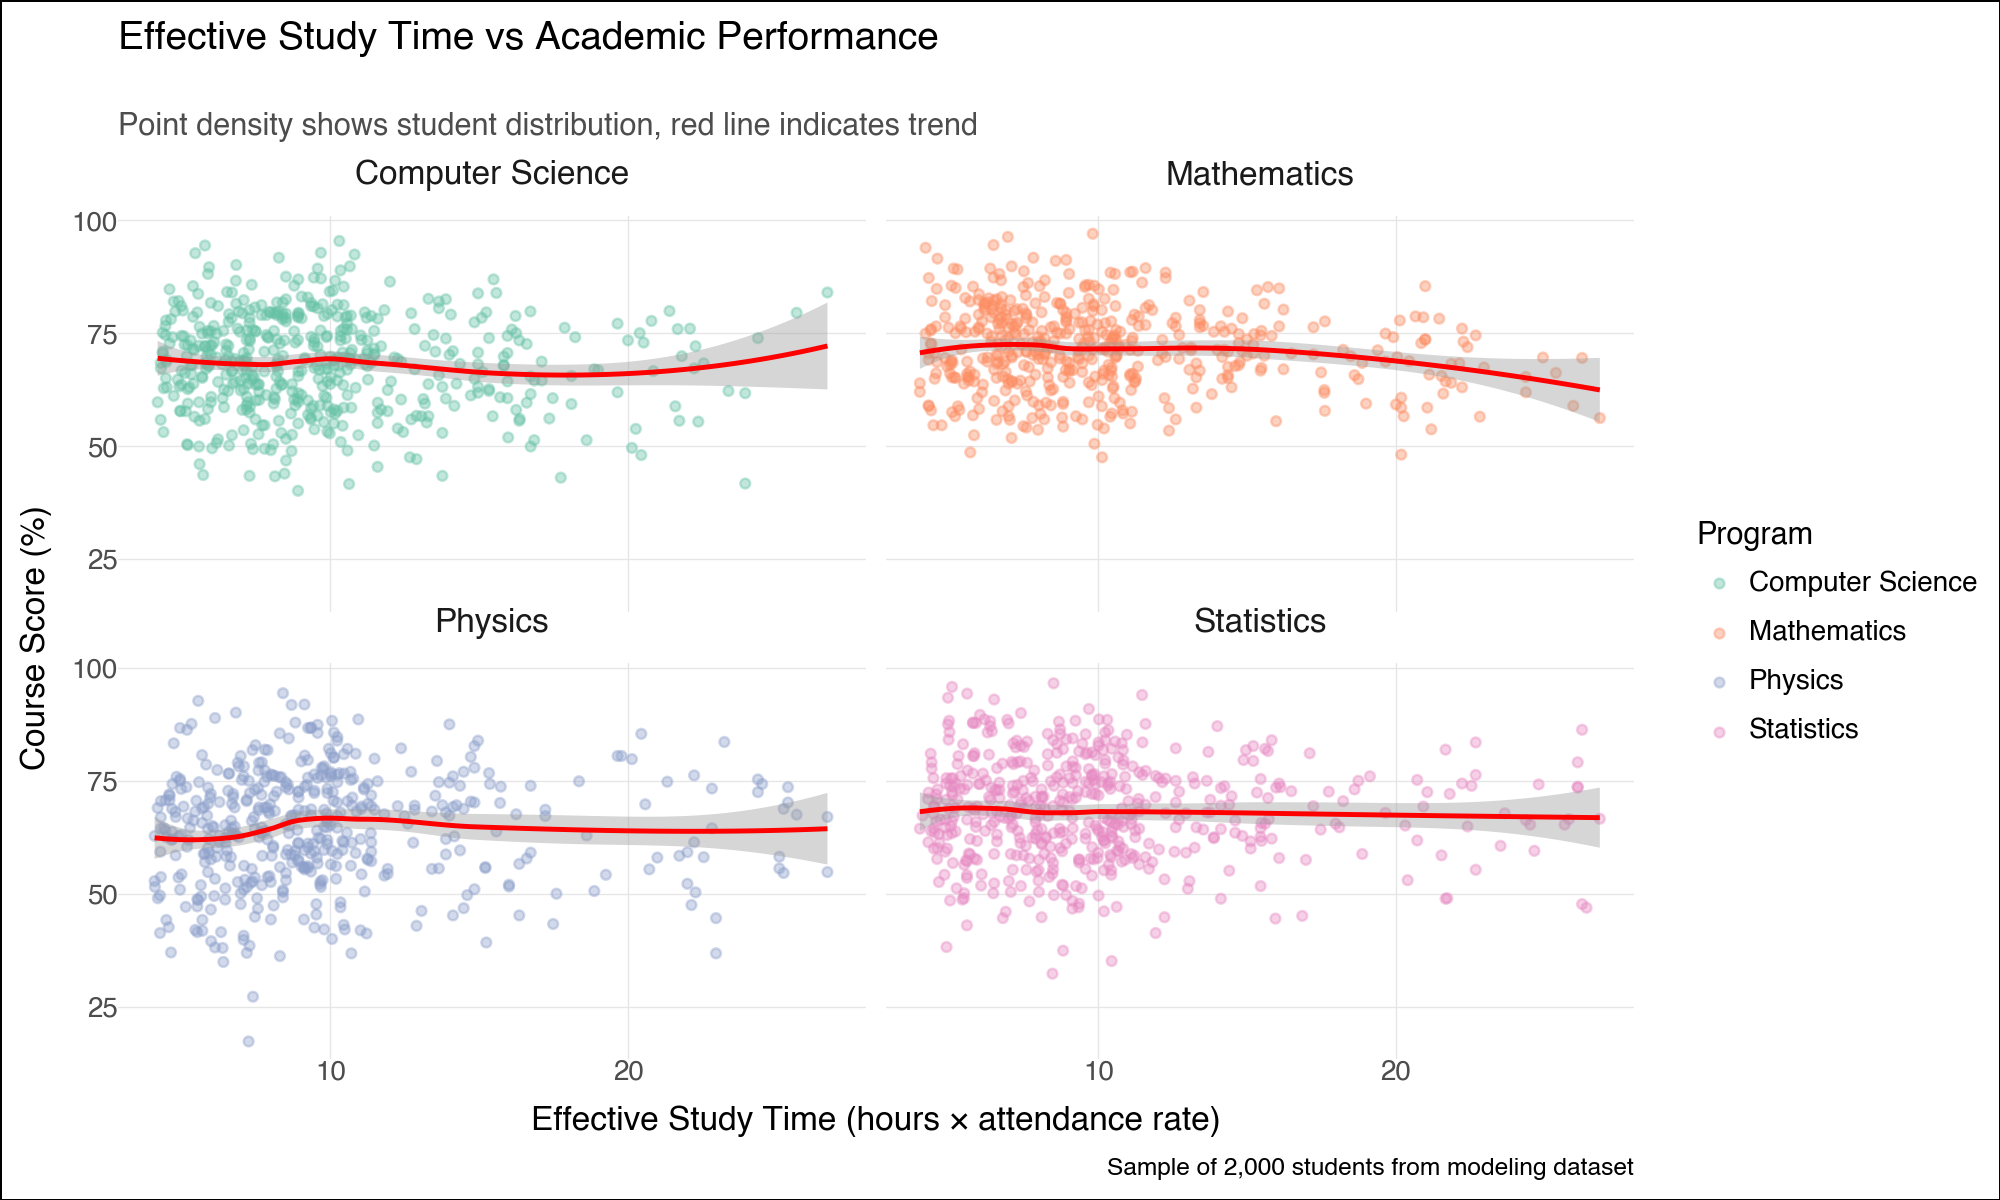 Effective Study Time vs Academic Performance
Point density shows student distribution, red line indicates trend
Computer Science
Mathematics
100
75
50
25
Physics
Statistics
100
75
50
25
10
20
10
20
Course Score (%)
Effective Study Time (hours × attendance rate)
Program
Computer Science
Mathematics
Physics
Statistics
Sample of 2,000 students from modeling dataset